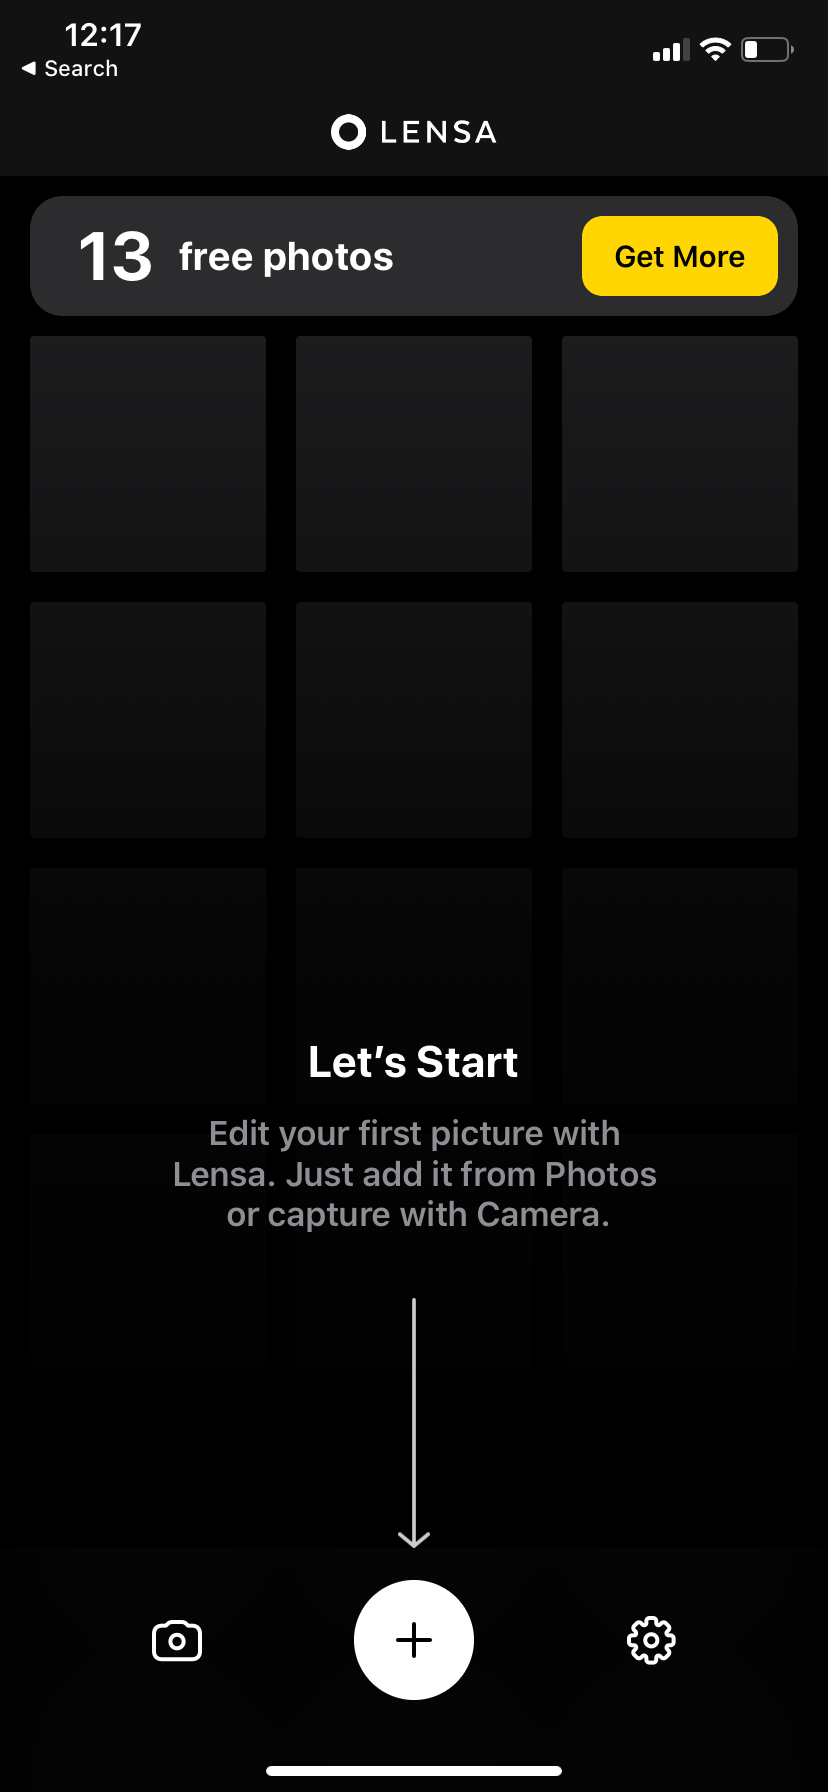 12:17
Search
LENSA
13 free photos
Get More
Let’s Start
Edit your first picture with
Lensa. Just add it from Photos
or capture with Camera.